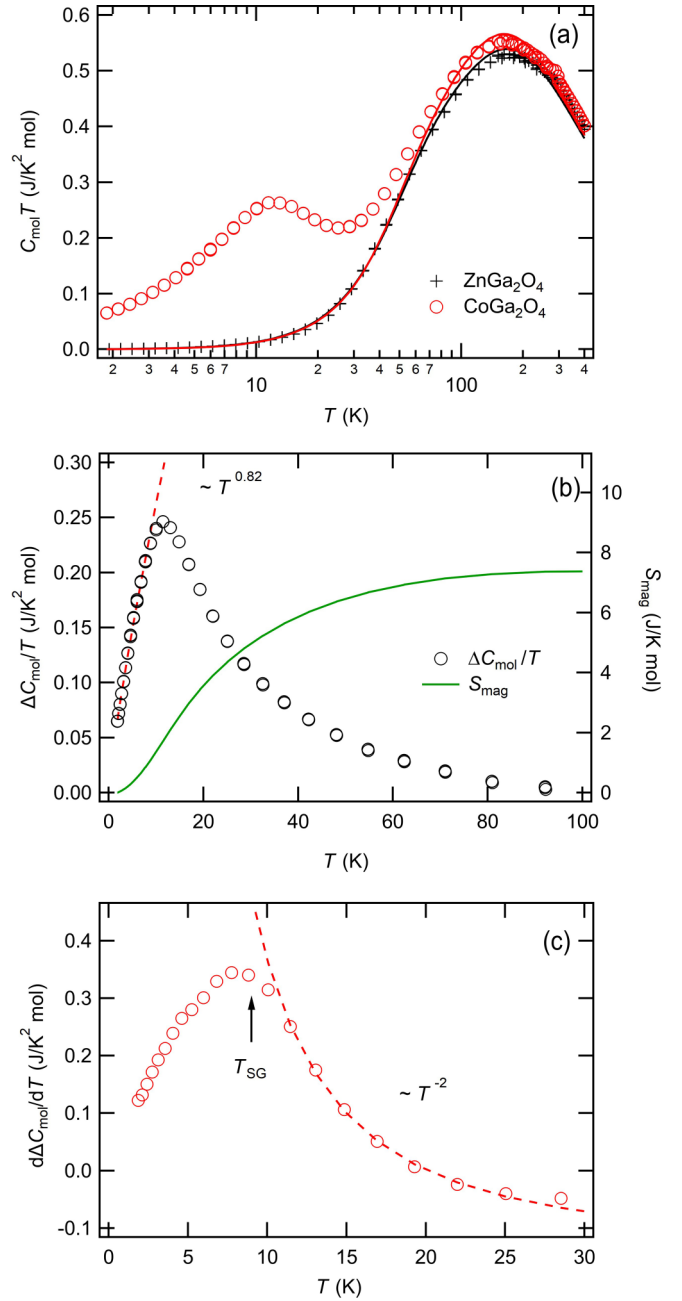 (a)
0.6
0.5
0.4
0.3
0.2
0.1
0.0
C_mol T (J/K² mol)
ZnGa₂O₄
CoGa₂O₄
2 3 4 5 6 7 10 2 3 4 5 6 7 100 2 3 4
T (K)
(b)
~ T^0.82
0.30
0.25
0.20
0.15
0.10
0.05
0.00
ΔC_mol/T (J/K² mol)
10
8
6
4
2
0
S_mag (J/K mol)
ΔC_mol/T
S_mag
0 20 40 60 80 100
T (K)
(c)
0.4
0.3
0.2
0.1
0.0
-0.1
dΔC_mol/dT (J/K² mol)
T_SG
~ T^-2
0 5 10 15 20 25 30
T (K)